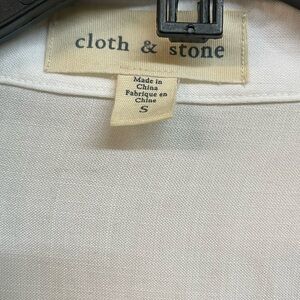 cloth & stone
Made in
China
Fabriqué en
Chine
S